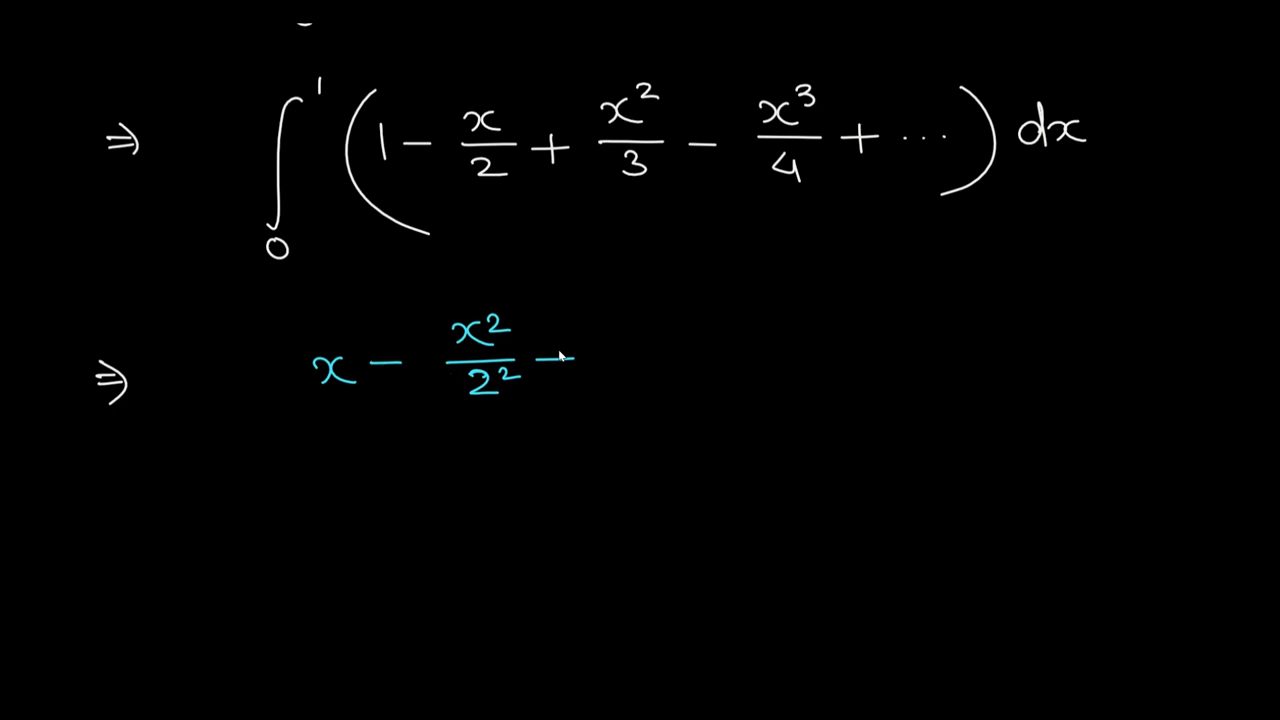 ⇒ ∫₀¹ (1 − x/2 + x²/3 − x³/4 + ⋯) dx
⇒ x − x²/2² −